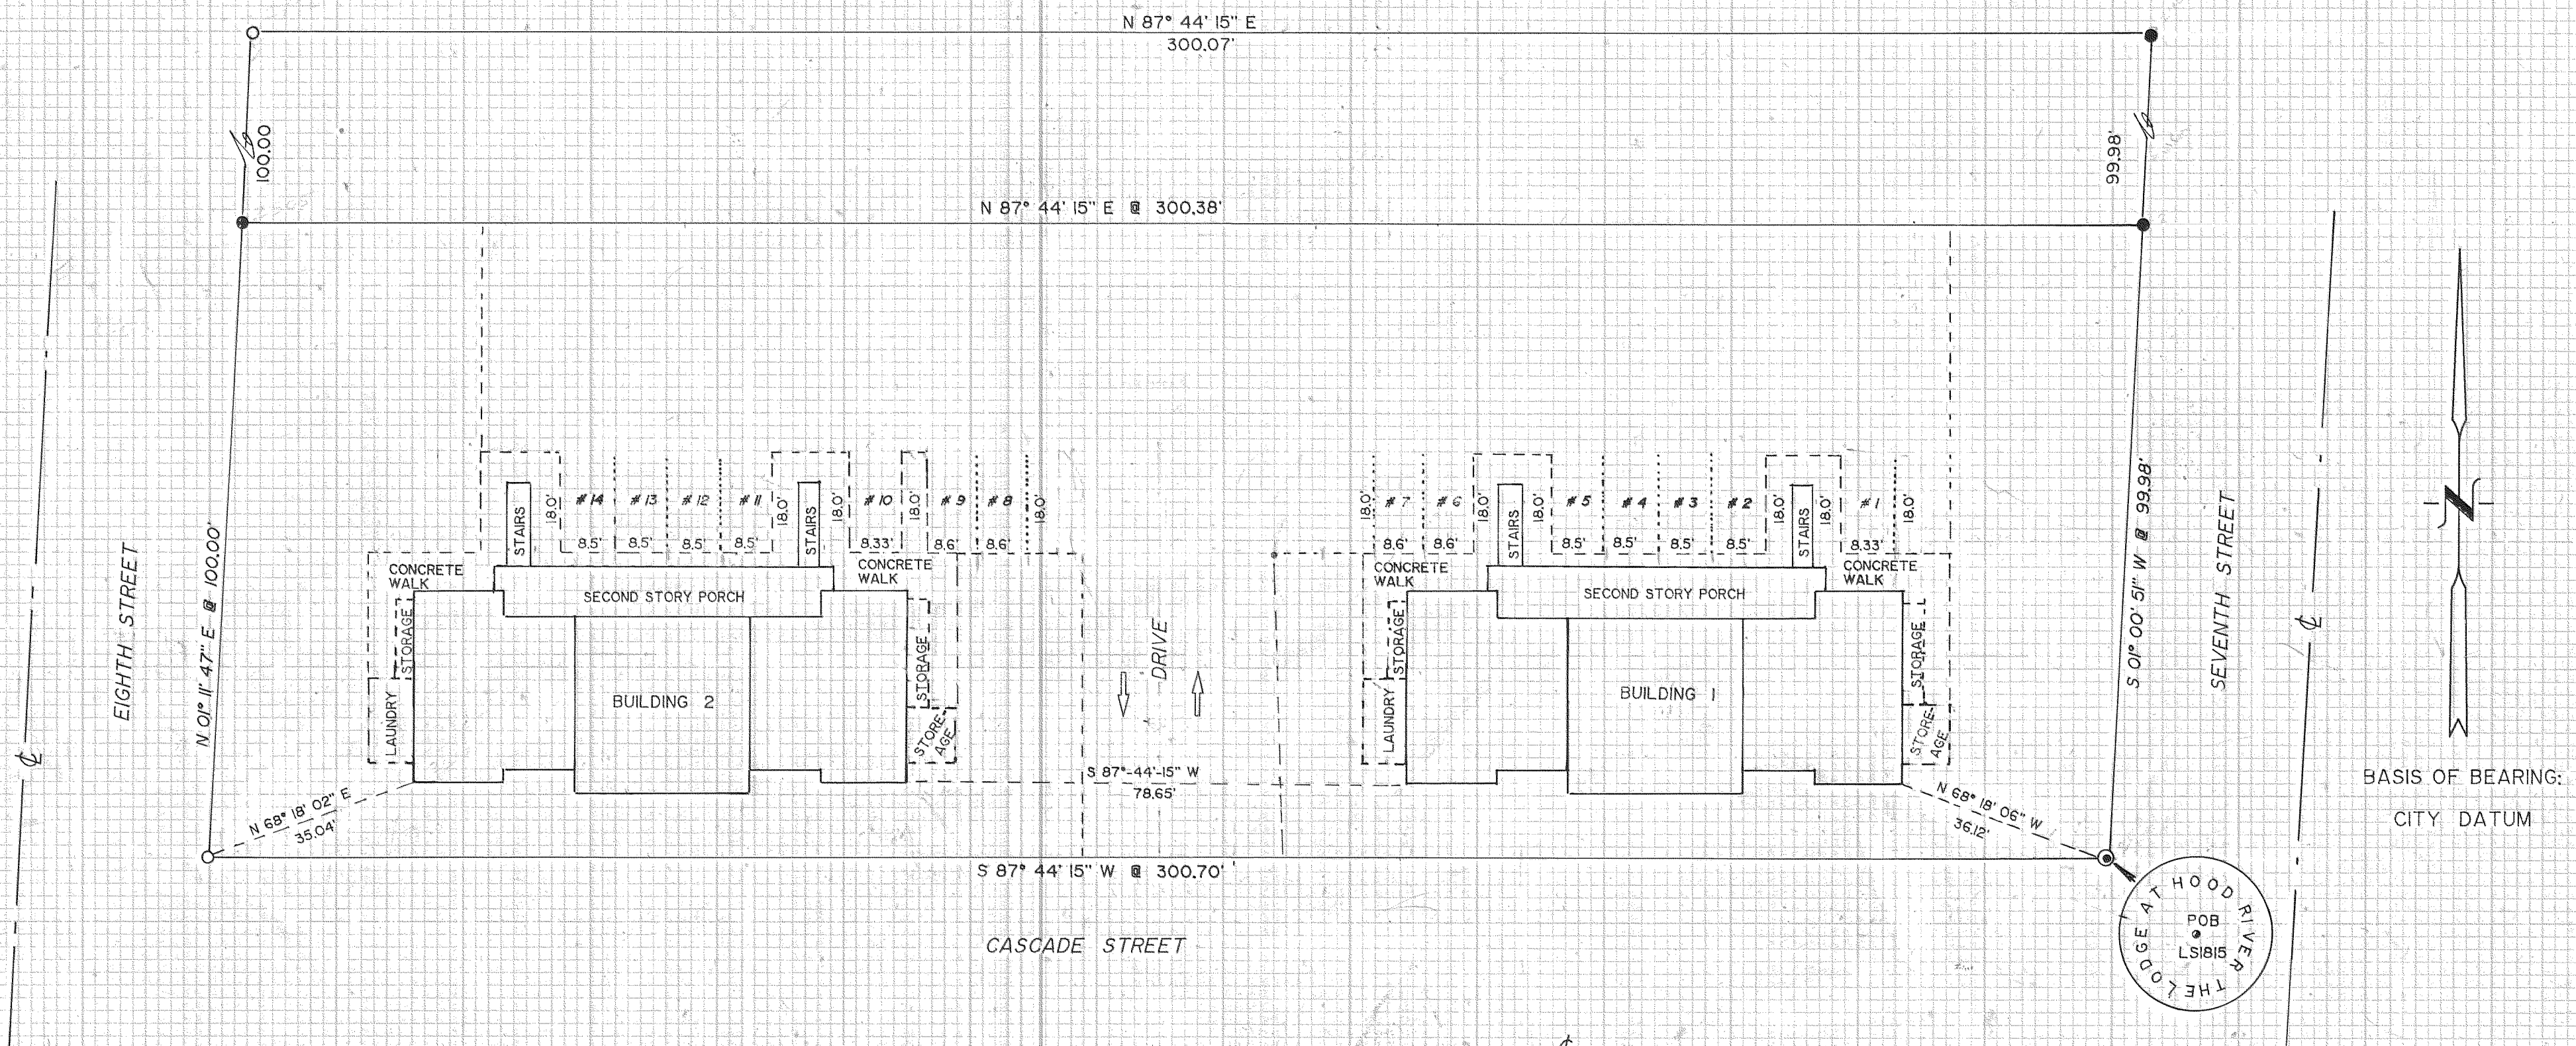 N 87° 44' 15" E
300.07'
100.00
99.98'
N 87° 44' 15" E @ 300.38'
EIGHTH STREET
N 01° 11' 47" E @ 100.00'
STAIRS
18.0'
# 14
# 13
# 12
# 11
18.0'
STAIRS
18.0'
# 10
18.0'
# 9
# 8
18.0'
8.5'
8.5'
8.5'
8.5'
8.33'
8.6'
8.6'
CONCRETE
WALK
SECOND STORY PORCH
CONCRETE
WALK
STORAGE
LAUNDRY
BUILDING 2
STORAGE
STORE-
AGE
DRIVE
18.0'
# 7
# 6
18.0'
STAIRS
18.0'
# 5
# 4
# 3
# 2
18.0'
STAIRS
18.0'
# 1
18.0'
8.6'
8.6'
8.5'
8.5'
8.5'
8.5'
8.33'
CONCRETE
WALK
SECOND STORY PORCH
CONCRETE
WALK
STORAGE
LAUNDRY
BUILDING 1
STORAGE
STORE-
AGE
S 01° 00' 51" W @ 99.98'
SEVENTH STREET
N
BASIS OF BEARING:
CITY DATUM
N 68° 18' 02" E
35.04'
S 87°-44'-15" W
78.65'
N 68° 18' 06" W
36.12'
S 87° 44' 15" W @ 300.70'
CASCADE STREET
THE LODGE AT HOOD RIVER
POB
LS1815